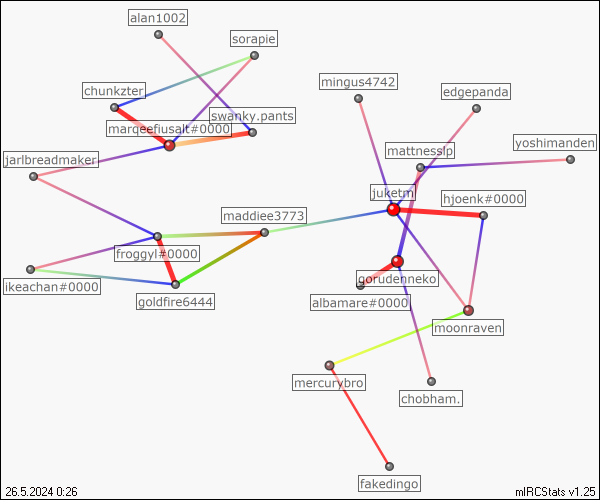 alan1002
sorapie
mingus4742
chunkzter
edgepanda
swanky.pants
marqeefiusalt#0000
yoshimanden
mattnesslp
jarlbreadmaker
juketm
hjoenk#0000
maddiee3773
froggyl#0000
gorudenneko
ikeachan#0000
goldfire6444
albamare#0000
moonraven
mercurybro
chobham.
fakedingo
26.5.2024 0:26
mIRCStats v1.25